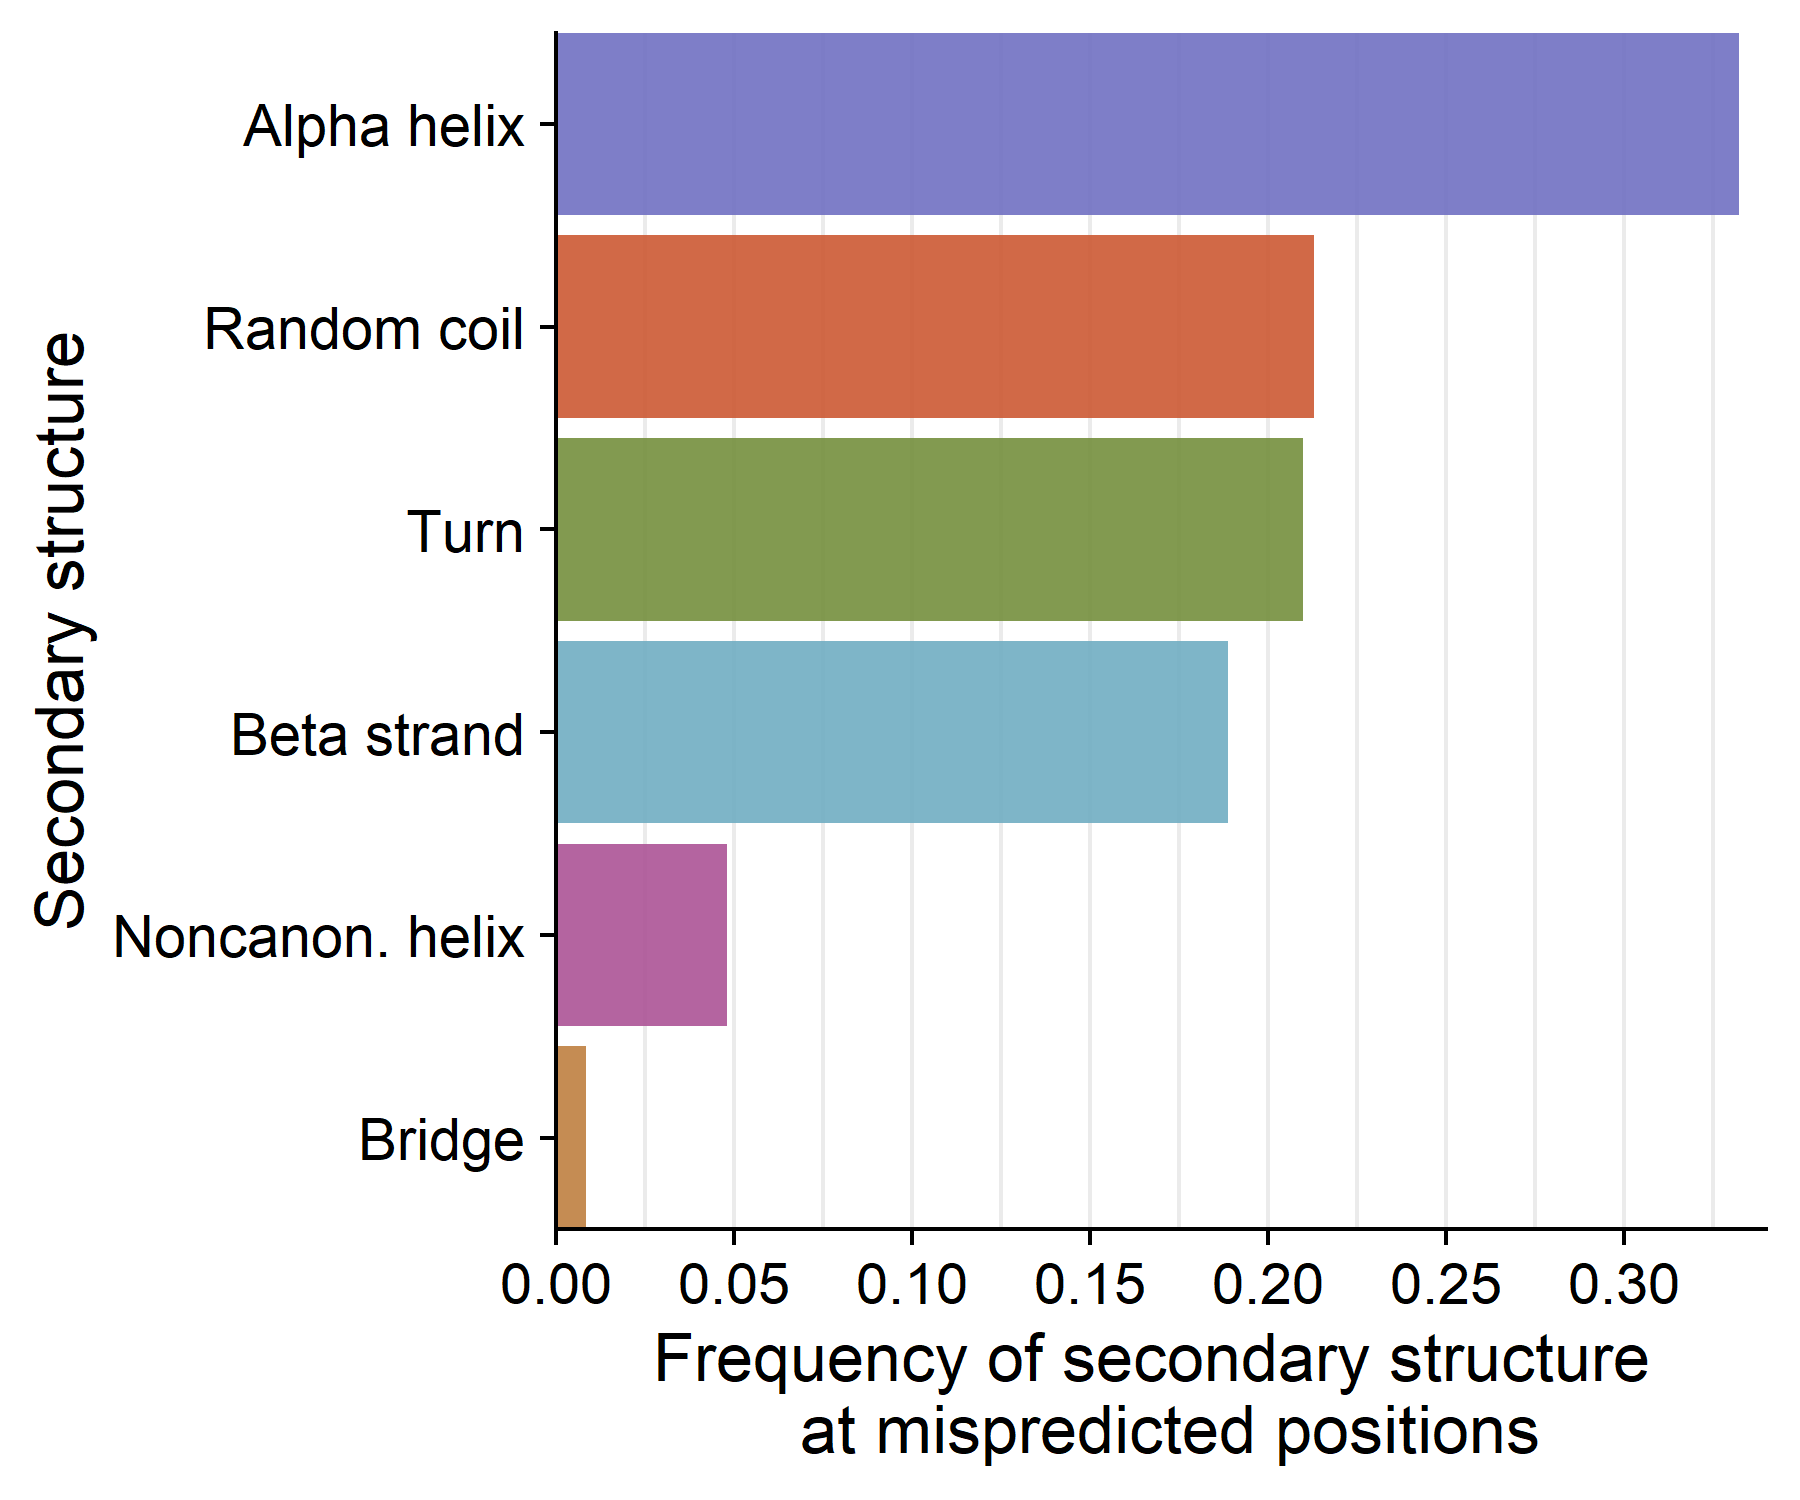 Secondary structure
Alpha helix
Random coil
Turn
Beta strand
Noncanon. helix
Bridge
0.00 0.05 0.10 0.15 0.20 0.25 0.30
Frequency of secondary structure
at mispredicted positions